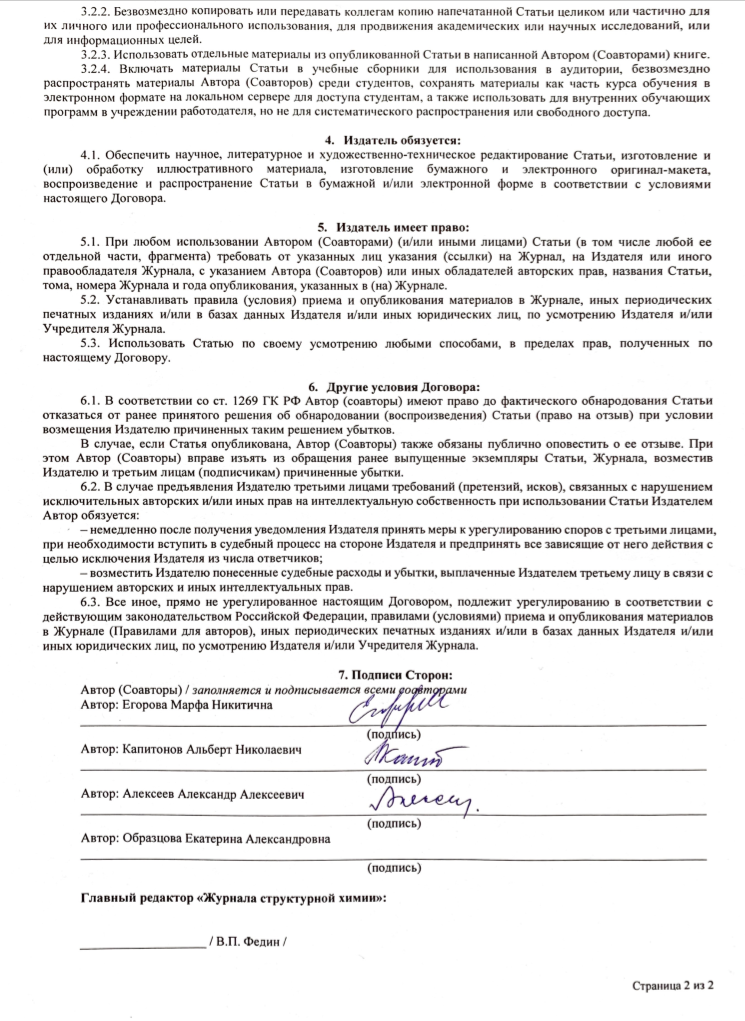 3.2.2. Безвозмездно копировать или передавать коллегам копию напечатанной Статьи целиком или частично для
их личного или профессионального использования, для продвижения академических или научных исследований, или
для информационных целей.
3.2.3. Использовать отдельные материалы из опубликованной Статьи в написанной Автором (Соавторами) книге.
3.2.4. Включать материалы Статьи в учебные сборники для использования в аудитории, безвозмездно
распространять материалы Автора (Соавторов) среди студентов, сохранять материалы как часть курса обучения в
электронном формате на локальном сервере для доступа студентам, а также использовать для внутренних обучающих
программ в учреждении работодателя, но не для систематического распространения или свободного доступа.
4. Издатель обязуется:
4.1. Обеспечить научное, литературное и художественно-техническое редактирование Статьи, изготовление и
(или) обработку иллюстративного материала, изготовление бумажного и электронного оригинал-макета,
воспроизведение и распространение Статьи в бумажной и/или электронной форме в соответствии с условиями
настоящего Договора.
5. Издатель имеет право:
5.1. При любом использовании Автором (Соавторами) (и/или иными лицами) Статьи (в том числе любой ее
отдельной части, фрагмента) требовать от указанных лиц указания (ссылки) на Журнал, на Издателя или иного
правообладателя Журнала, с указанием Автора (Соавторов) или иных обладателей авторских прав, названия Статьи,
тома, номера Журнала и года опубликования, указанных в (на) Журнале.
5.2. Устанавливать правила (условия) приема и опубликования материалов в Журнале, иных периодических
печатных изданиях и/или в базах данных Издателя и/или иных юридических лиц, по усмотрению Издателя и/или
Учредителя Журнала.
5.3. Использовать Статью по своему усмотрению любыми способами, в пределах прав, полученных по
настоящему Договору.
6. Другие условия Договора:
6.1. В соответствии со ст. 1269 ГК РФ Автор (соавторы) имеют право до фактического обнародования Статьи
отказаться от ранее принятого решения об обнародовании (воспроизведения) Статьи (право на отзыв) при условии
возмещения Издателю причиненных таким решением убытков.
В случае, если Статья опубликована, Автор (Соавторы) также обязаны публично оповестить о ее отзыве. При
этом Автор (Соавторы) вправе изъять из обращения ранее выпущенные экземпляры Статьи, Журнала, возместив
Издателю и третьим лицам (подписчикам) причиненные убытки.
6.2. В случае предъявления Издателю третьими лицами требований (претензий, исков), связанных с нарушением
исключительных авторских и/или иных прав на интеллектуальную собственность при использовании Статьи Издателем
Автор обязуется:
– немедленно после получения уведомления Издателя принять меры к урегулированию споров с третьими лицами,
при необходимости вступить в судебный процесс на стороне Издателя и предпринять все зависящие от него действия с
целью исключения Издателя из числа ответчиков;
– возместить Издателю понесенные судебные расходы и убытки, выплаченные Издателем третьему лицу в связи с
нарушением авторских и иных интеллектуальных прав.
6.3. Все иное, прямо не урегулированное настоящим Договором, подлежит урегулированию в соответствии с
действующим законодательством Российской Федерации, правилами (условиями) приема и опубликования материалов
в Журнале (Правилами для авторов), иных периодических печатных изданиях и/или в базах данных Издателя и/или
иных юридических лиц, по усмотрению Издателя и/или Учредителя Журнала.
7. Подписи Сторон:
Автор (Соавторы) / заполняется и подписывается всеми соавторами
Автор: Егорова Марфа Никитична
(подпись)
Автор: Капитонов Альберт Николаевич
(подпись)
Автор: Алексеев Александр Алексеевич
(подпись)
Автор: Образцова Екатерина Александровна
(подпись)
Главный редактор «Журнала структурной химии»:
/ В.П. Федин /
Страница 2 из 2